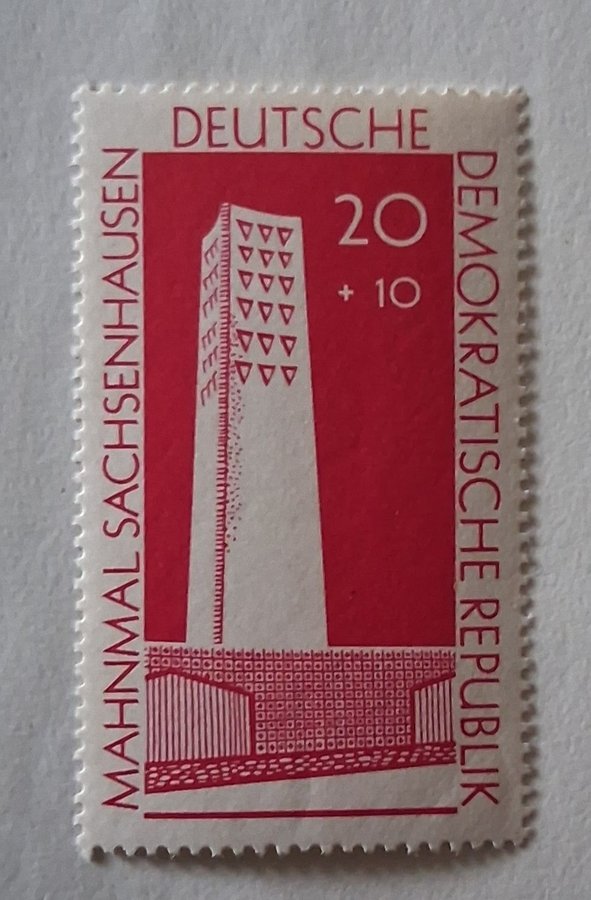 DEUTSCHE
DEMOKRATISCHE REPUBLIK
MAHNMAL SACHSENHAUSEN
20
+ 10